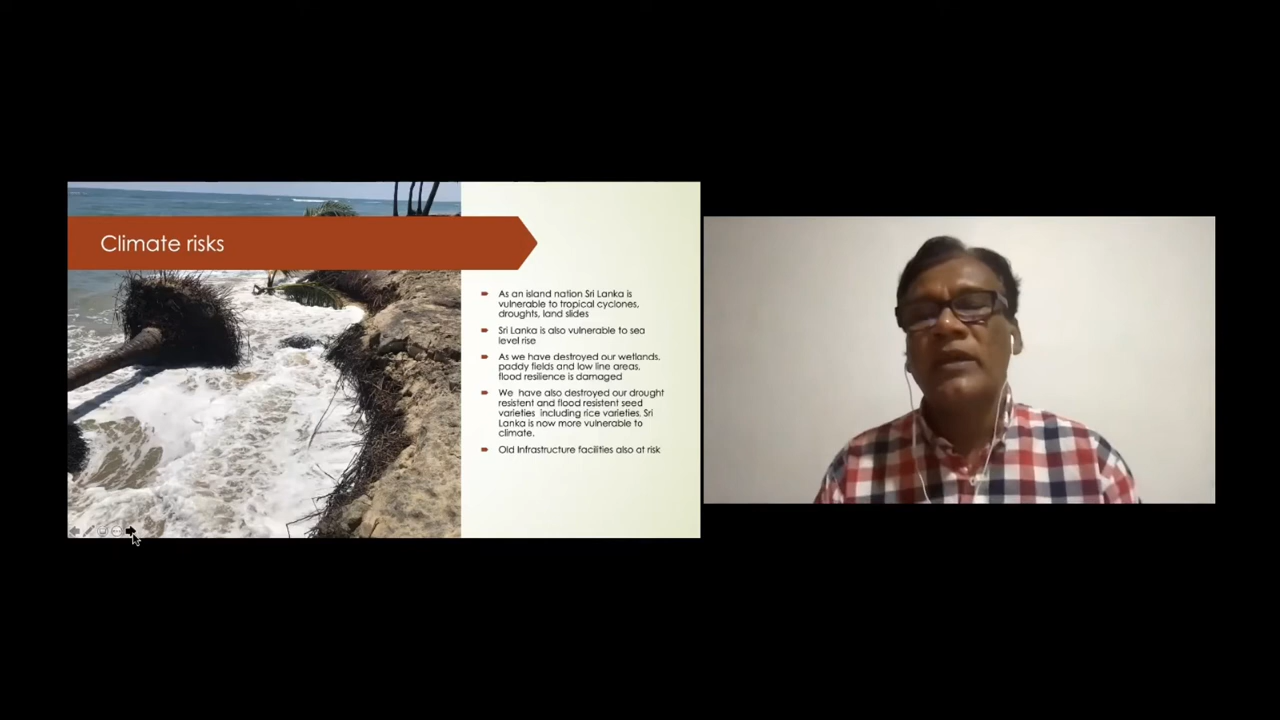 Climate risks
As an island nation Sri Lanka is
vulnerable to tropical cyclones,
droughts, land slides
Sri Lanka is also vulnerable to sea
level rise
As we have destroyed our wetlands,
paddy fields and low line areas,
flood resilience is damaged
We have also destroyed our drought
resistent and flood resistent seed
varieties including rice varieties. Sri
Lanka is now more vulnerable to
climate.
Old Infrastructure facilities also at risk